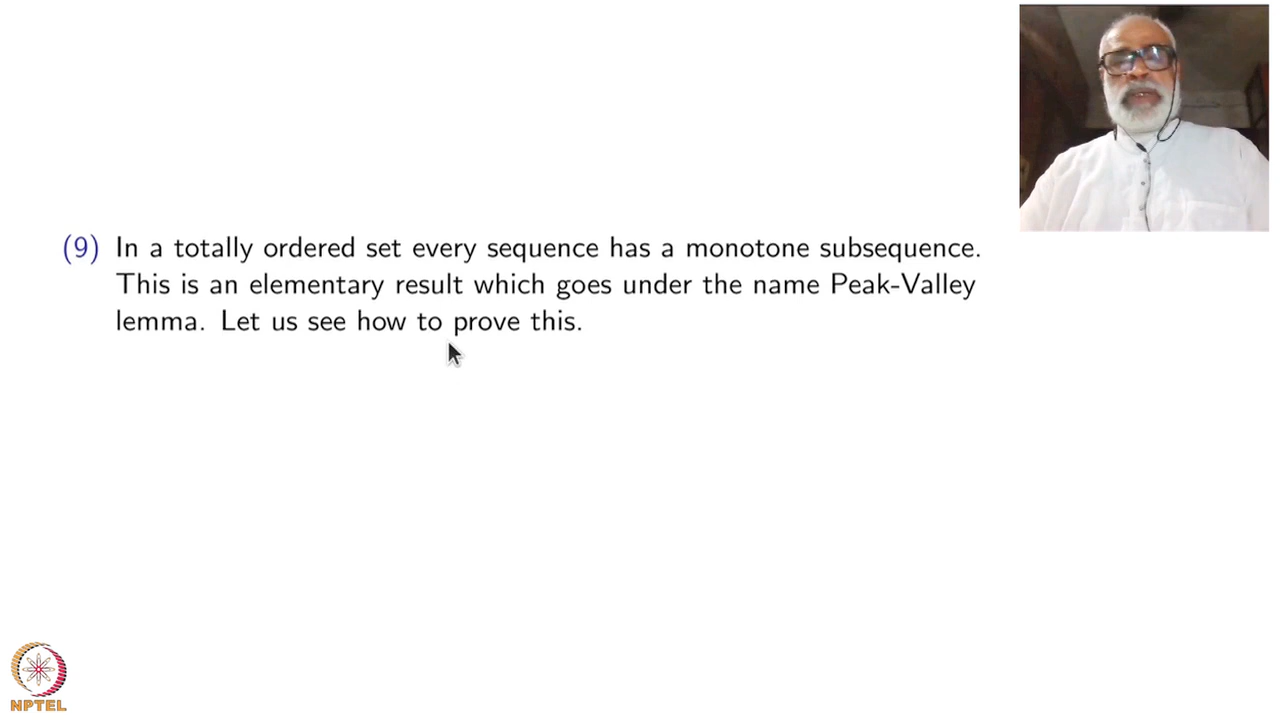 (9) In a totally ordered set every sequence has a monotone subsequence.
This is an elementary result which goes under the name Peak-Valley
lemma. Let us see how to prove this.
NPTEL